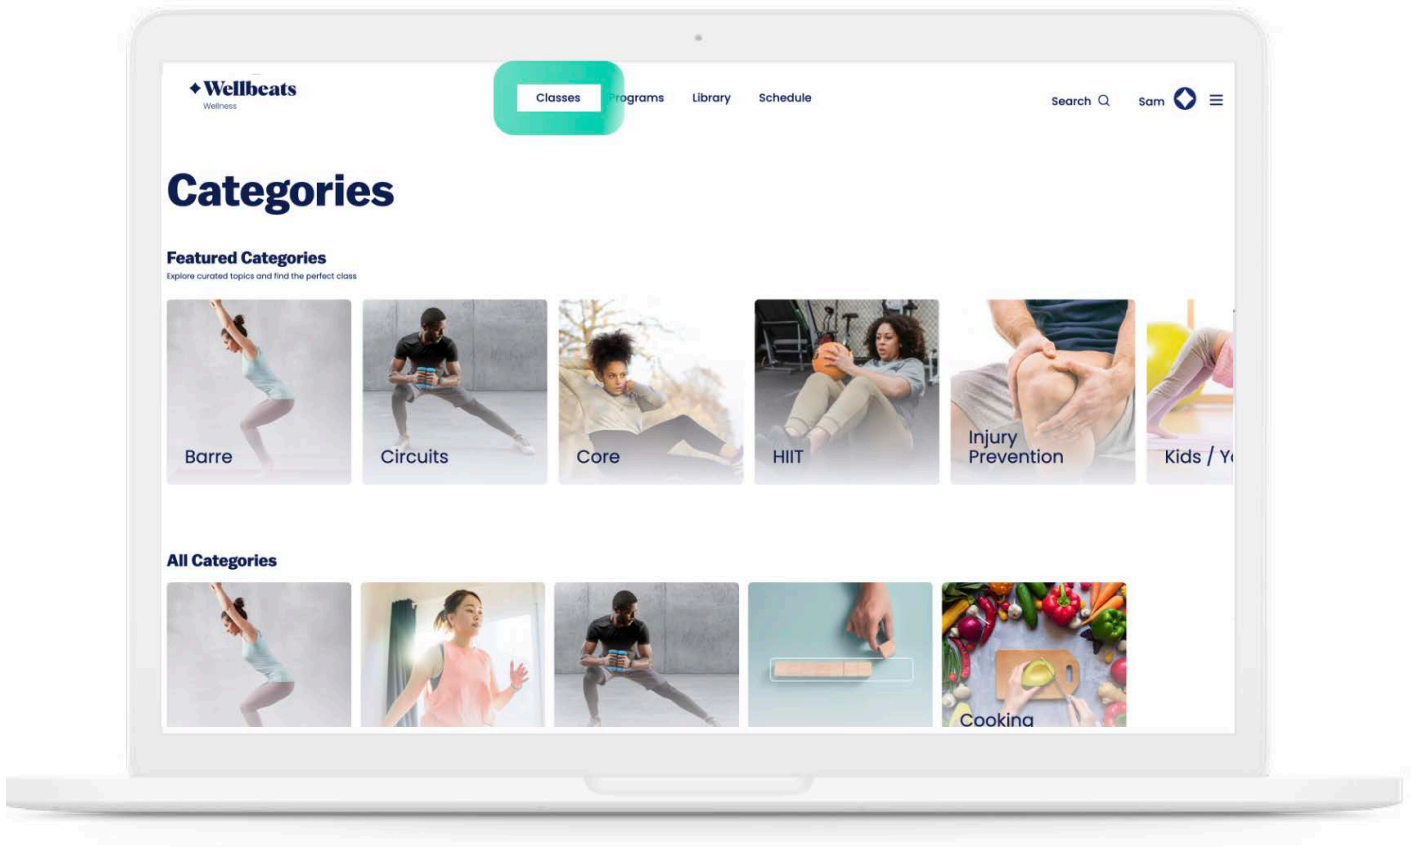 Wellbeats
Wellness
Classes
Programs
Library
Schedule
Search
Sam
Categories
Featured Categories
Explore curated topics and find the perfect class
Barre
Circuits
Core
HIIT
Injury
Prevention
Kids /
All Categories
Cooking